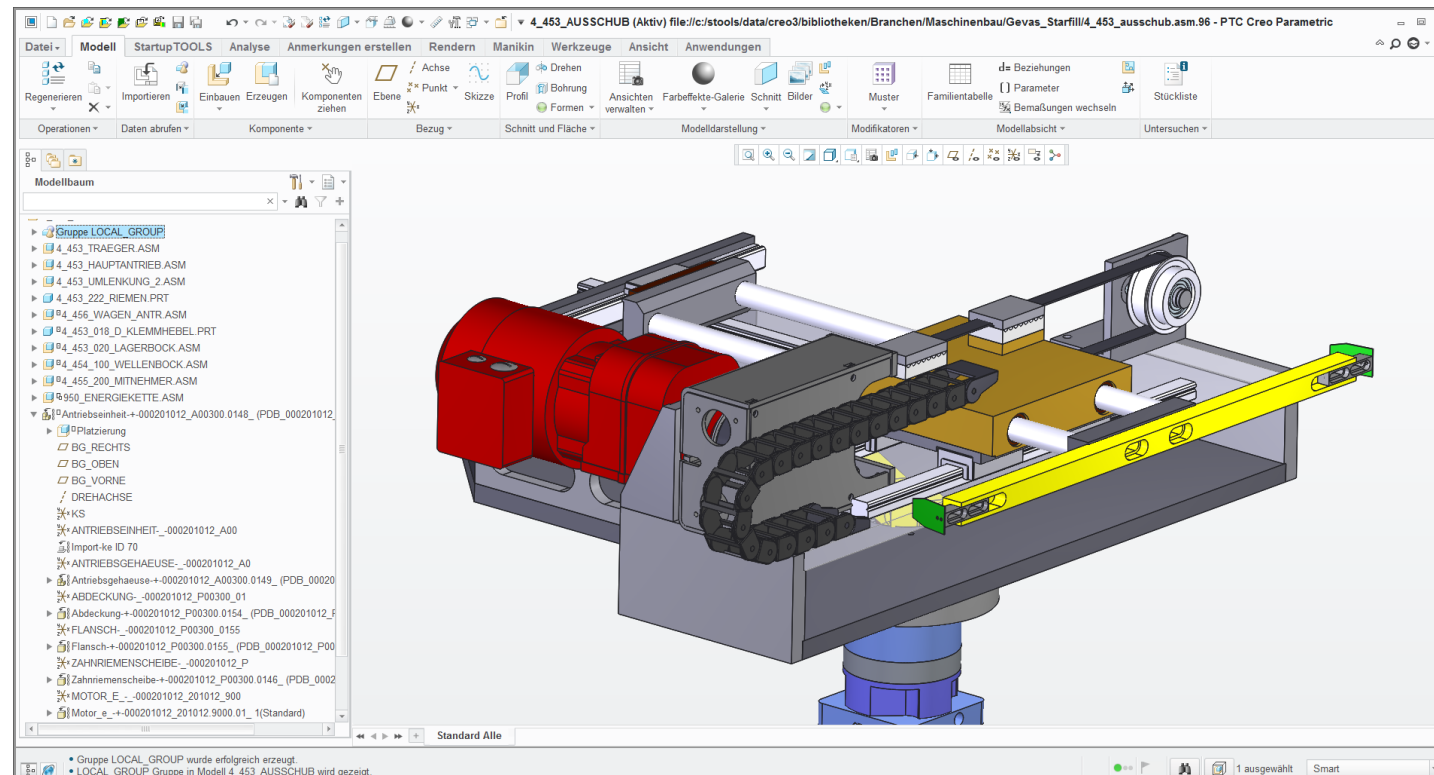 4_453_AUSSCHUB (Aktiv) file://c:/stools/data/creo3/bibliotheken/Branchen/Maschinenbau/Gevas_Starfill/4_453_ausschub.asm.96 - PTC Creo Parametric
Datei Modell StartupTOOLS Analyse Anmerkungen erstellen Rendern Manikin Werkzeuge Ansicht Anwendungen
Regenerieren Importieren Einbauen Erzeugen Komponenten ziehen Ebene Achse Punkt Skizze Profil Drehen Bohrung Formen Ansichten verwalten Farbeffekte-Galerie Schnitt Bilder Muster Familientabelle d= Beziehungen [ ] Parameter Bemaßungen wechseln Stückliste
Operationen Daten abrufen Komponente Bezug Schnitt und Fläche Modelldarstellung Modifikatoren Modellabsicht Untersuchen
Modellbaum
Gruppe LOCAL_GROUP
4_453_TRAEGER.ASM
4_453_HAUPTANTRIEB.ASM
4_453_UMLENKUNG_2.ASM
4_453_222_RIEMEN.PRT
4_456_WAGEN_ANTR.ASM
4_453_018_D_KLEMMHEBEL.PRT
4_453_020_LAGERBOCK.ASM
4_454_100_WELLENBOCK.ASM
4_455_200_MITNEHMER.ASM
950_ENERGIEKETTE.ASM
Antriebseinheit-+-000201012_A00300.0148_ (PDB_000201012_
Platzierung
BG_RECHTS
BG_OBEN
BG_VORNE
DREHACHSE
KS
ANTRIEBSEINHEIT-_-000201012_A00
Import-ke ID 70
ANTRIEBSGEHAEUSE-_-000201012_A0
Antriebsgehaeuse-+-000201012_A00300.0149_ (PDB_00020
ABDECKUNG-_-000201012_P00300_01
Abdeckung-+-000201012_P00300.0154_ (PDB_000201012_F
FLANSCH-_-000201012_P00300_0155
Flansch-+-000201012_P00300.0155_ (PDB_000201012_P00
ZAHNRIEMENSCHEIBE-_-000201012_P
Zahnriemenscheibe-+-000201012_P00300.0146_ (PDB_0002
MOTOR_E_-_-000201012_201012_900
Motor_e_-+-000201012_201012.9000.01_ 1(Standard)
Standard Alle
• Gruppe LOCAL_GROUP wurde erfolgreich erzeugt.
• LOCAL_GROUP Gruppe in Modell 4_453_AUSSCHUB wird gezeigt.
1 ausgewählt Smart